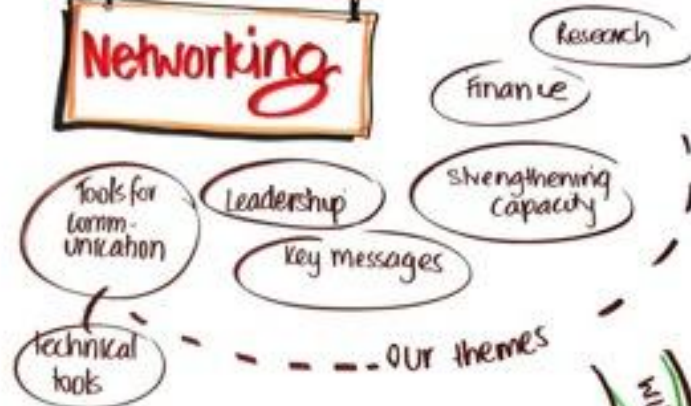 Networking
Research
Finance
Strengthening
capacity
Leadership
Tools for
comm-
unication
Key messages
technical
tools
our themes